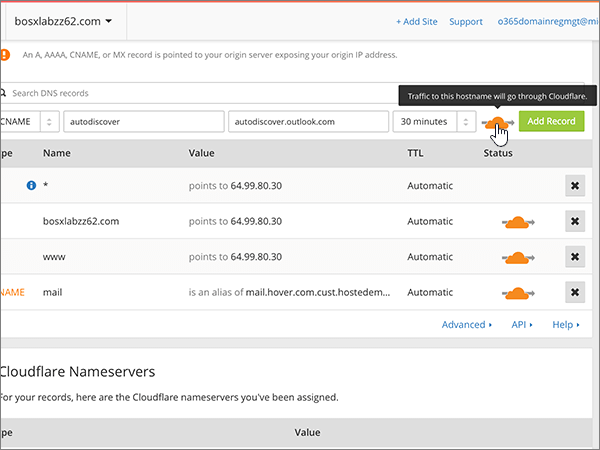 bosxlabzz62.com
+ Add Site
Support
o365domainregmgt@mi
An A, AAAA, CNAME, or MX record is pointed to your origin server exposing your origin IP address.
Traffic to this hostname will go through Cloudflare.
Search DNS records
CNAME
autodiscover
autodiscover.outlook.com
30 minutes
Add Record
ype
Name
Value
TTL
Status
*
points to 64.99.80.30
Automatic
bosxlabzz62.com
points to 64.99.80.30
Automatic
www
points to 64.99.80.30
Automatic
NAME
mail
is an alias of mail.hover.com.cust.hostedem...
Automatic
Advanced
API
Help
Cloudflare Nameservers
For your records, here are the Cloudflare nameservers you've been assigned.
ype
Value